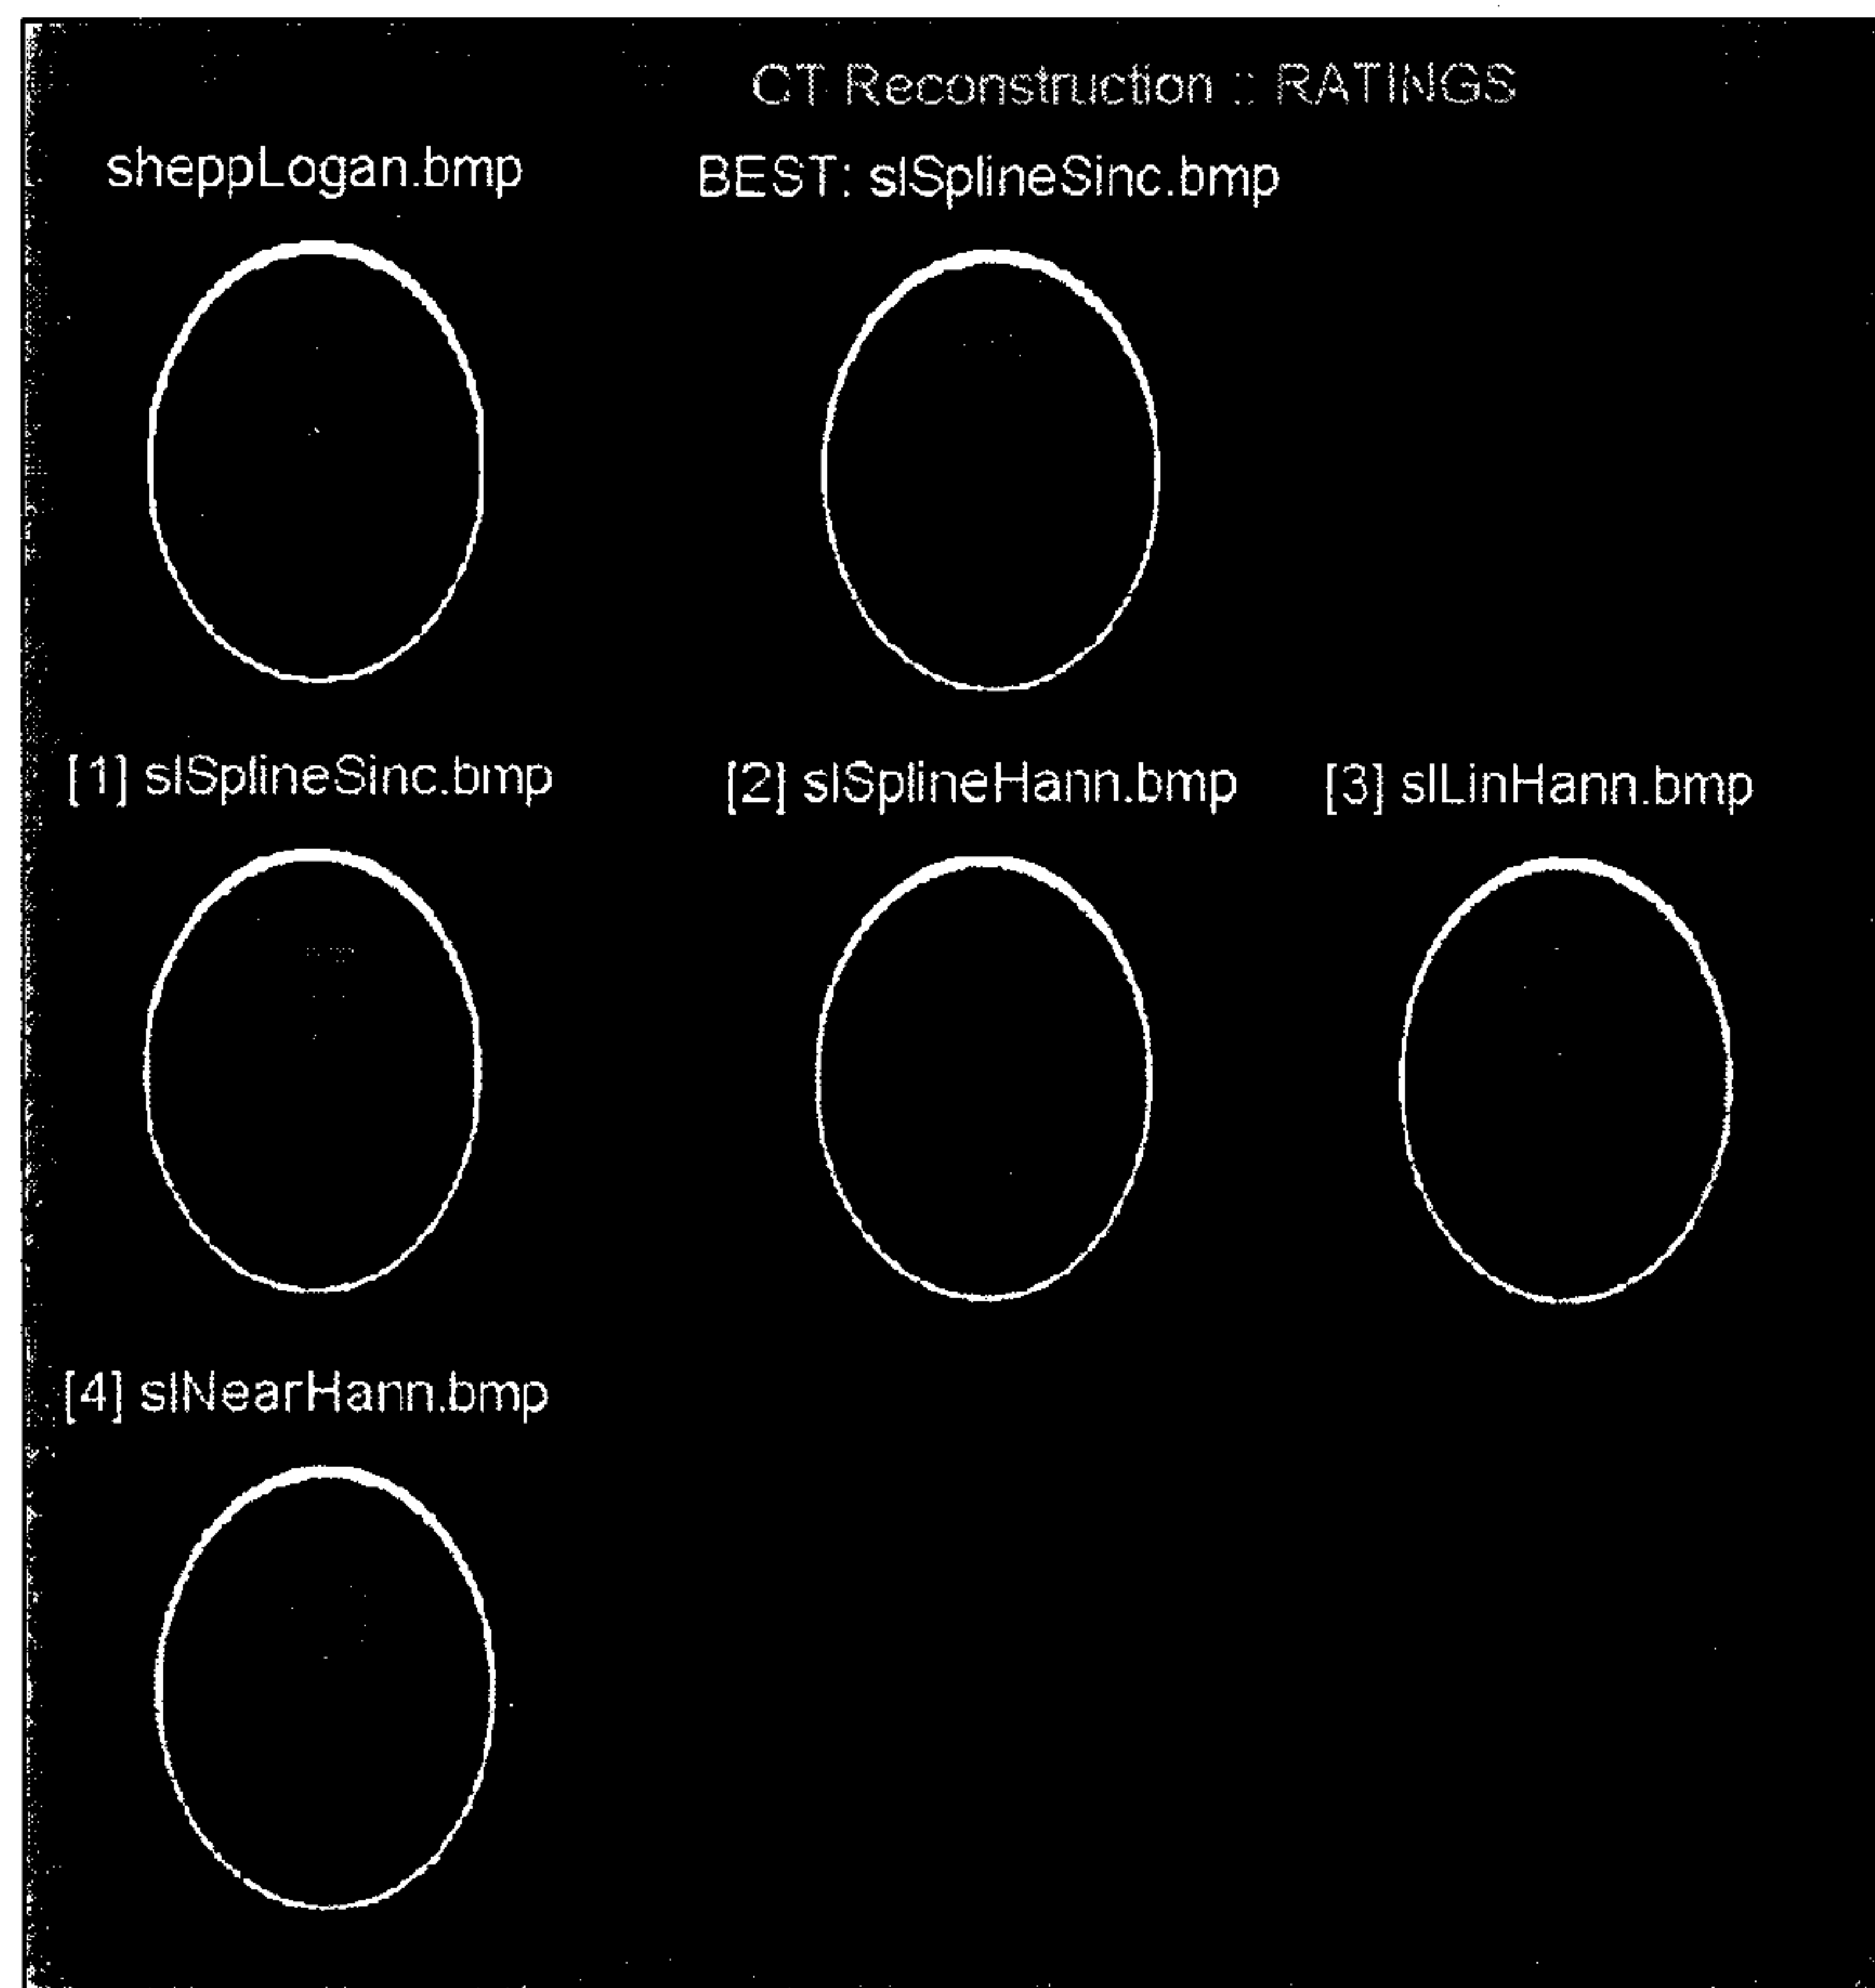 CT Reconstruction :: RATINGS
sheppLogan.bmp
BEST: slSplineSinc.bmp
[1] slSplineSinc.bmp
[2] slSplineHann.bmp
[3] slLinHann.bmp
[4] slNearHann.bmp